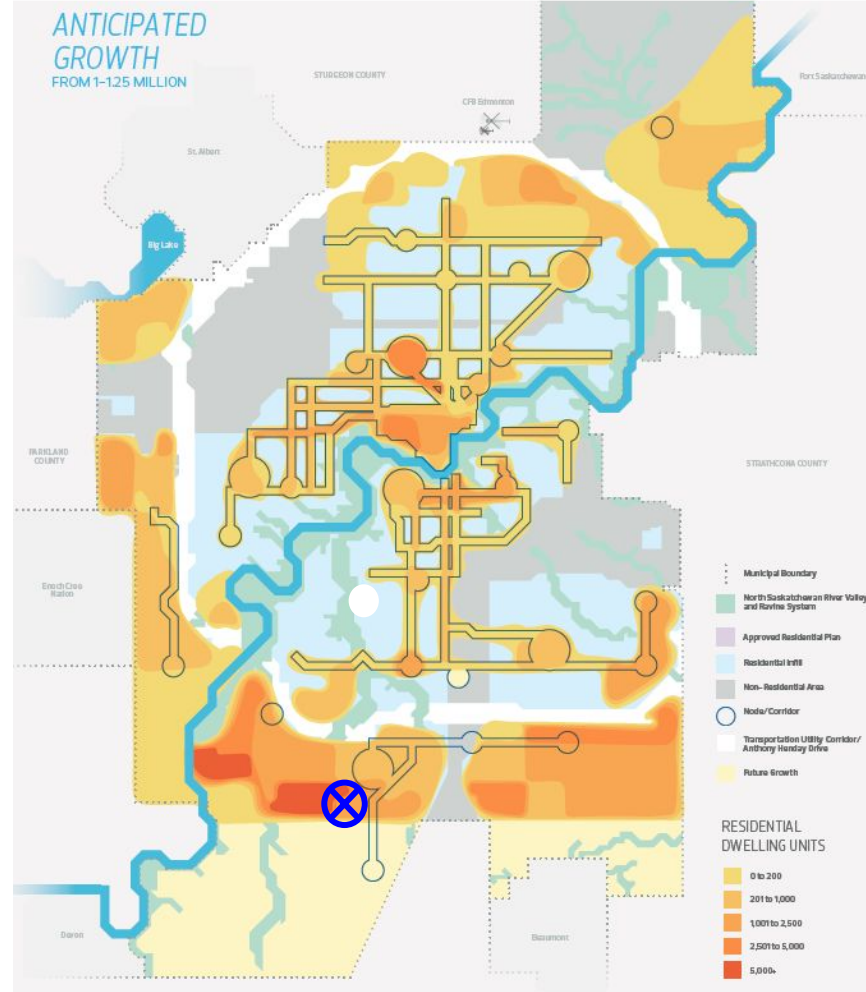 ANTICIPATED
GROWTH
FROM 1-1.25 MILLION
STURGEON COUNTY
Fort Saskatchewan
CFB Edmonton
St. Albert
Big Lake
PARKLAND
COUNTY
STRATHCONA COUNTY
Enoch Cree
Nation
Devon
Beaumont
Municipal Boundary
North Saskatchewan River Valley
and Ravine System
Approved Residential Plan
Residential Infill
Non- Residential Area
Node/Corridor
Transportation Utility Corridor/
Anthony Henday Drive
Future Growth
RESIDENTIAL
DWELLING UNITS
0 to 200
201 to 1,000
1,001 to 2,500
2,501 to 5,000
5,000+